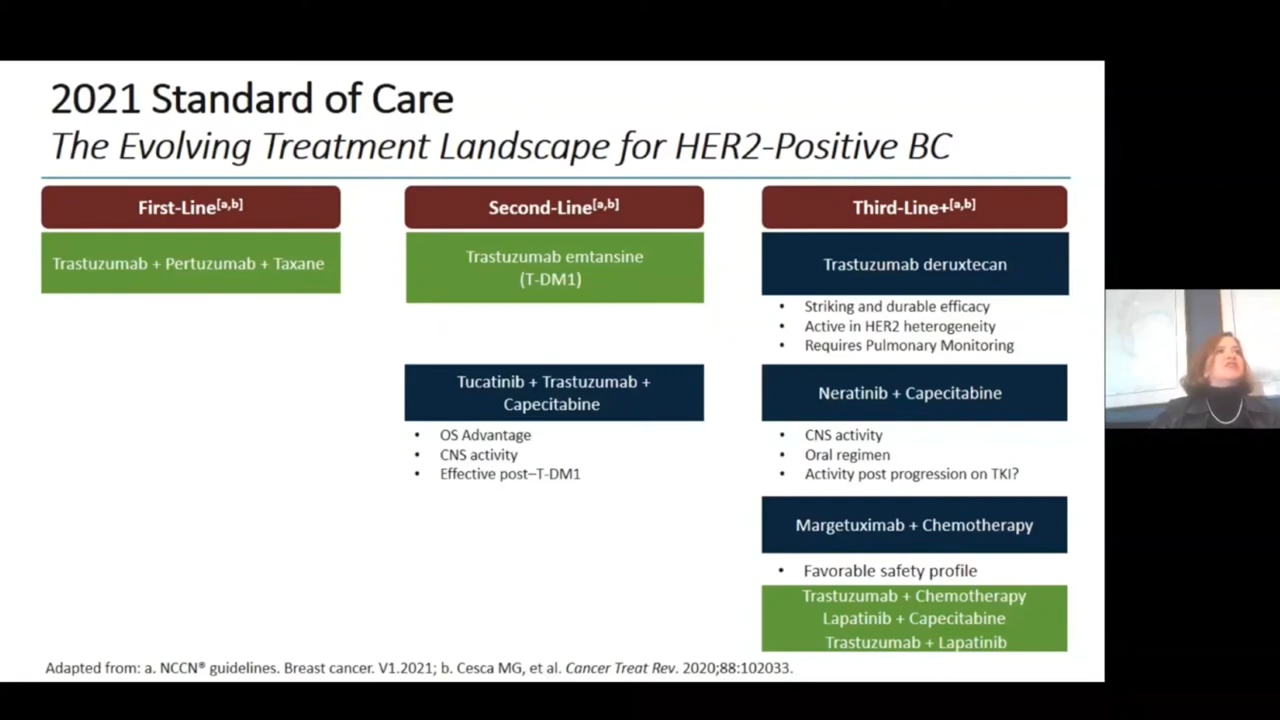 2021 Standard of Care
The Evolving Treatment Landscape for HER2-Positive BC
First-Line[a,b]
Trastuzumab + Pertuzumab + Taxane
Second-Line[a,b]
Trastuzumab emtansine
(T-DM1)
Tucatinib + Trastuzumab +
Capecitabine
• OS Advantage
• CNS activity
• Effective post–T-DM1
Third-Line+[a,b]
Trastuzumab deruxtecan
• Striking and durable efficacy
• Active in HER2 heterogeneity
• Requires Pulmonary Monitoring
Neratinib + Capecitabine
• CNS activity
• Oral regimen
• Activity post progression on TKI?
Margetuximab + Chemotherapy
• Favorable safety profile
Trastuzumab + Chemotherapy
Lapatinib + Capecitabine
Trastuzumab + Lapatinib
Adapted from: a. NCCN® guidelines. Breast cancer. V1.2021; b. Cesca MG, et al. Cancer Treat Rev. 2020;88:102033.